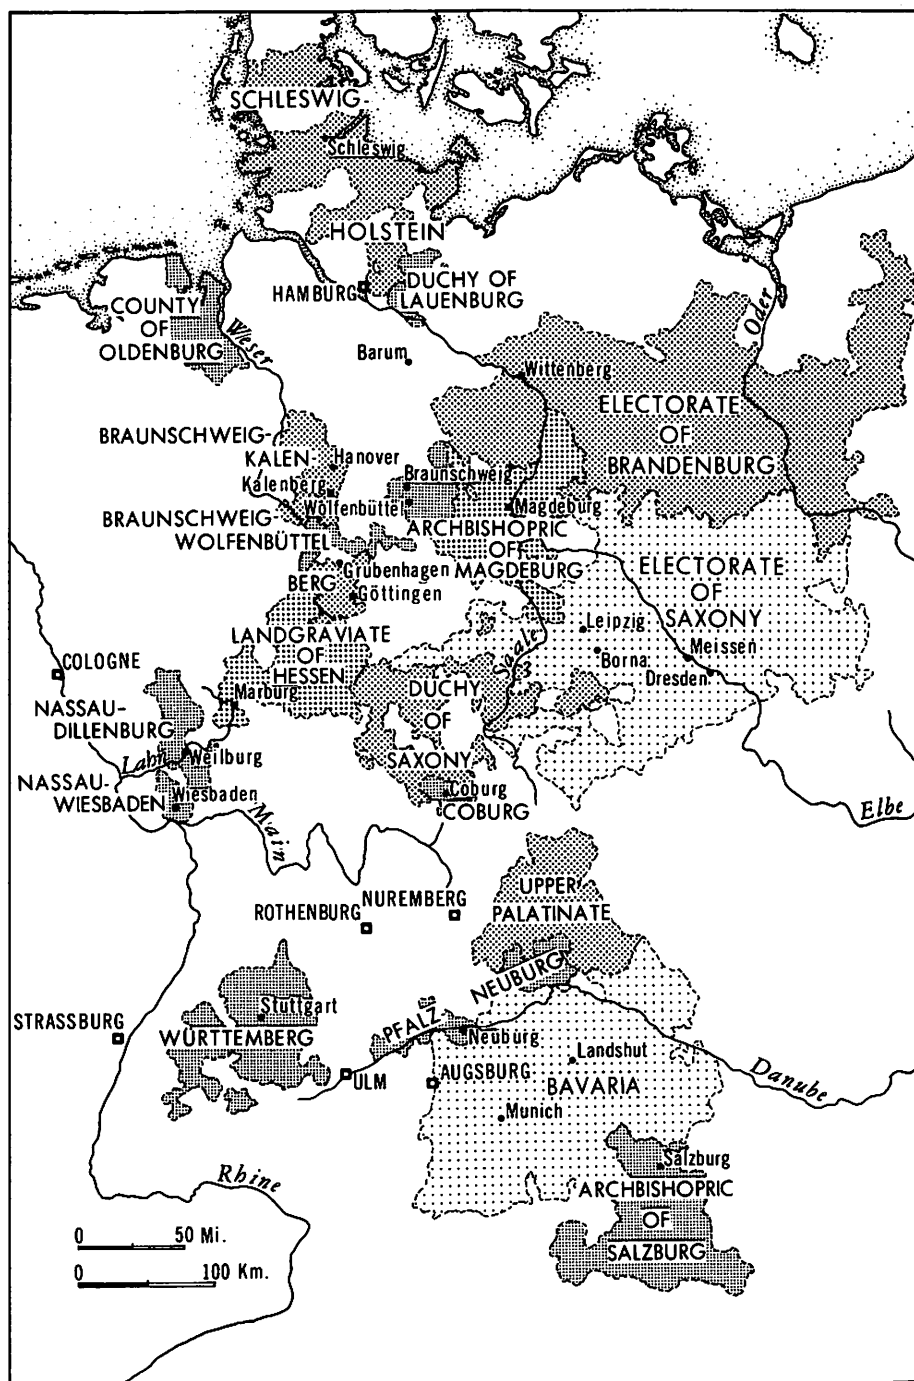 SCHLESWIG-
Schleswig
HOLSTEIN
HAMBURG
DUCHY OF
LAUENBURG
COUNTY
OF
OLDENBURG
Weser
Oder
Barum
Wittenberg
ELECTORATE
OF
BRANDENBURG
BRAUNSCHWEIG-
KALEN-
Hanover
Kalenberg
Braunschweig
Wolfenbüttel
Magdeburg
BRAUNSCHWEIG-
WOLFENBÜTTEL
ARCHBISHOPRIC
OF
MAGDEBURG
BERG
Grubenhagen
Göttingen
ELECTORATE
OF
SAXONY
LANDGRAVIATE
OF
HESSEN
Saale
Leipzig
Borna
Meissen
Dresden
COLOGNE
Marburg
DUCHY
OF
SAXONY
NASSAU-
DILLENBURG
Lahn
Weilburg
NASSAU-
WIESBADEN
Wiesbaden
Coburg
COBURG
Main
Elbe
UPPER
PALATINATE
NUREMBERG
ROTHENBURG
NEUBURG
PFALZ
Stuttgart
STRASSBURG
WÜRTTEMBERG
Neuburg
Landshut
ULM
AUGSBURG
BAVARIA
Danube
Munich
Salzburg
Rhine
ARCHBISHOPRIC
OF
SALZBURG
0 50 Mi.
0 100 Km.